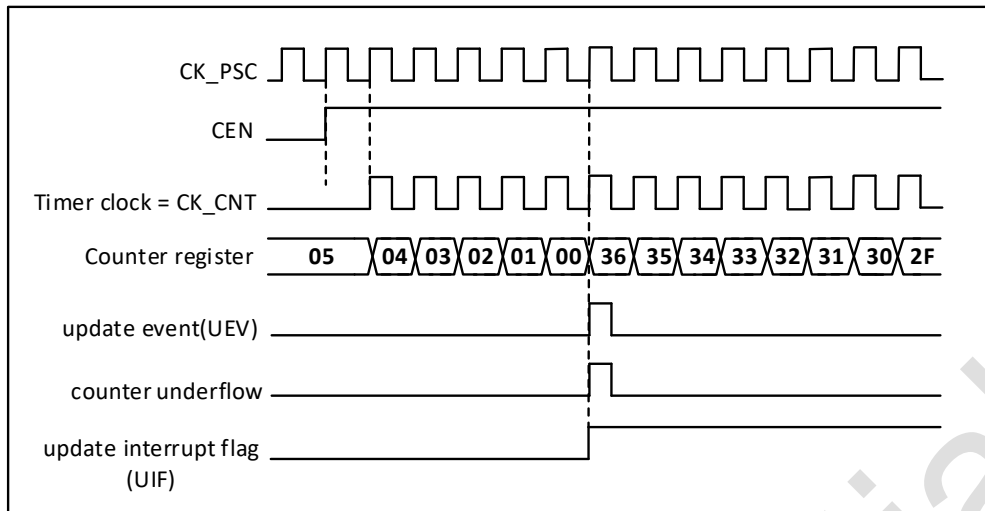 CK_PSC
CEN
Timer clock = CK_CNT
Counter register 05 04 03 02 01 00 36 35 34 33 32 31 30 2F
update event(UEV)
counter underflow
update interrupt flag
(UIF)